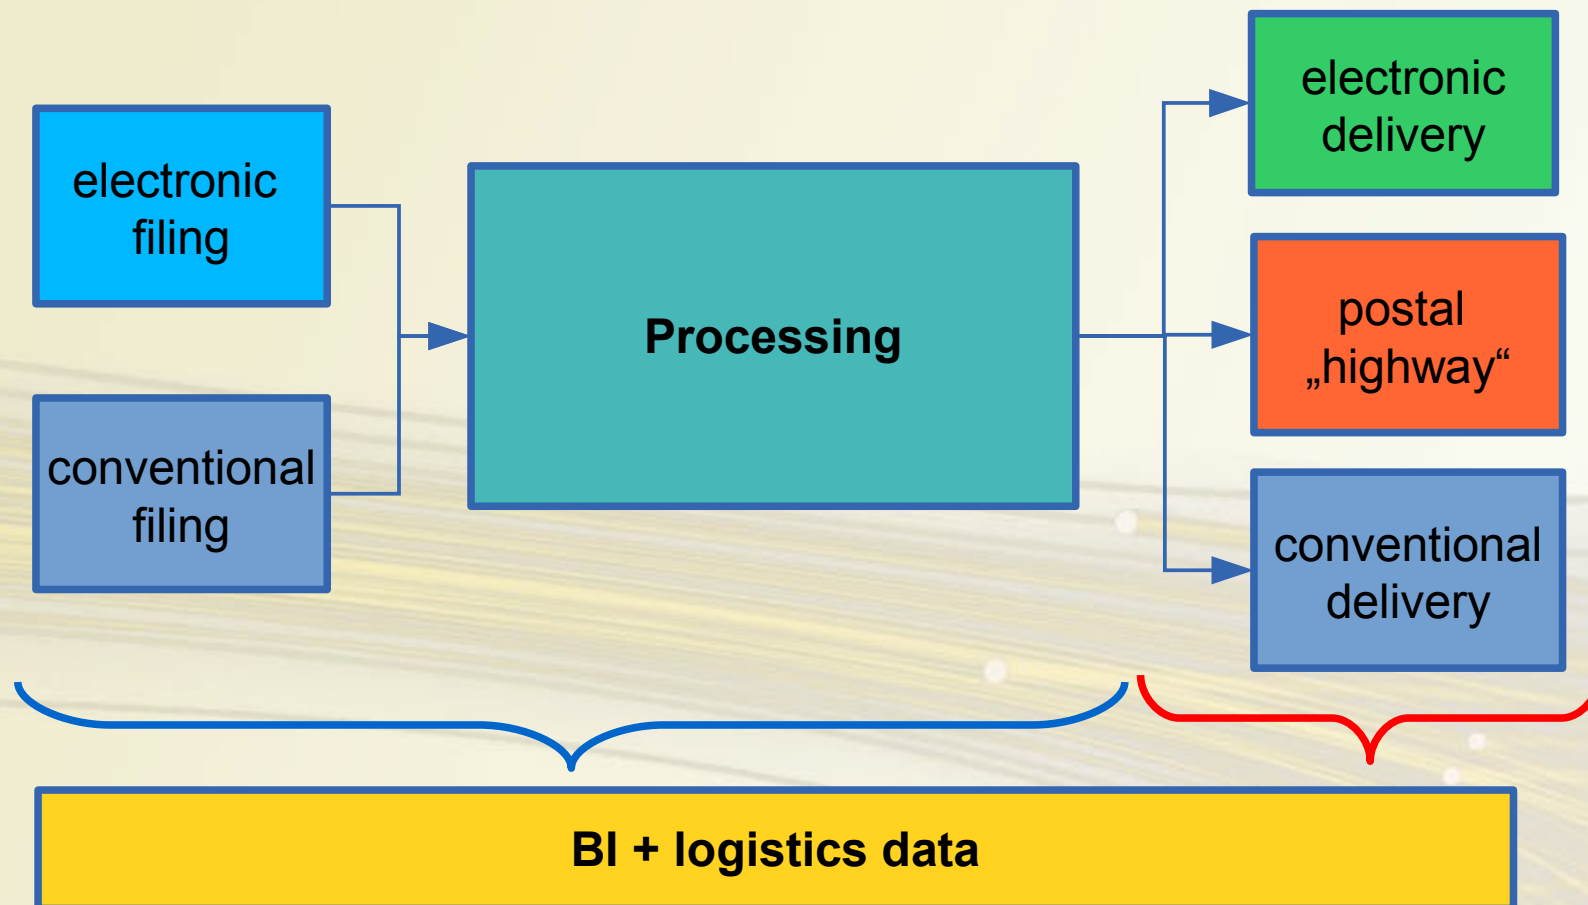 electronic
filing
conventional
filing
Processing
electronic
delivery
postal
„highway“
conventional
delivery
BI + logistics data